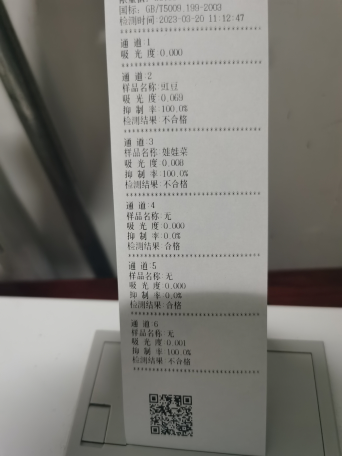 国标: GB/T5009.199-2003
检测时间:2023-03-20 11:12:47
通 道:1
吸 光 度:0.000
通 道:2
样品名称:豇豆
吸 光 度:0.069
抑 制 率:100.0%
检测结果:不合格
通 道:3
样品名称:娃娃菜
吸 光 度:0.008
抑 制 率:100.0%
检测结果:不合格
通 道:4
样品名称:无
吸 光 度:0.000
抑 制 率:0.0%
检测结果:合格
通 道:5
样品名称:无
吸 光 度:0.000
抑 制 率:0.0%
检测结果:合格
通 道:6
样品名称:无
吸 光 度:0.001
抑 制 率:100.0%
检测结果:不合格